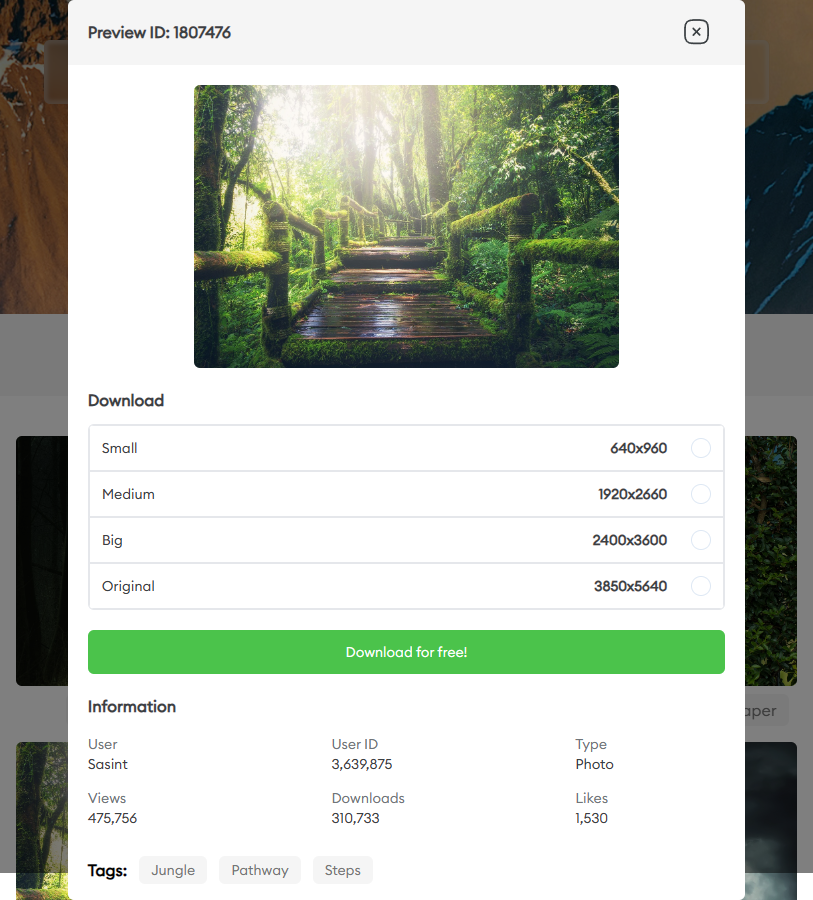 Preview ID: 1807476
Download
Small 640x960
Medium 1920x2660
Big 2400x3600
Original 3850x5640
Download for free!
Information
User User ID Type
Sasint 3,639,875 Photo
Views Downloads Likes
475,756 310,733 1,530
Tags: Jungle Pathway Steps